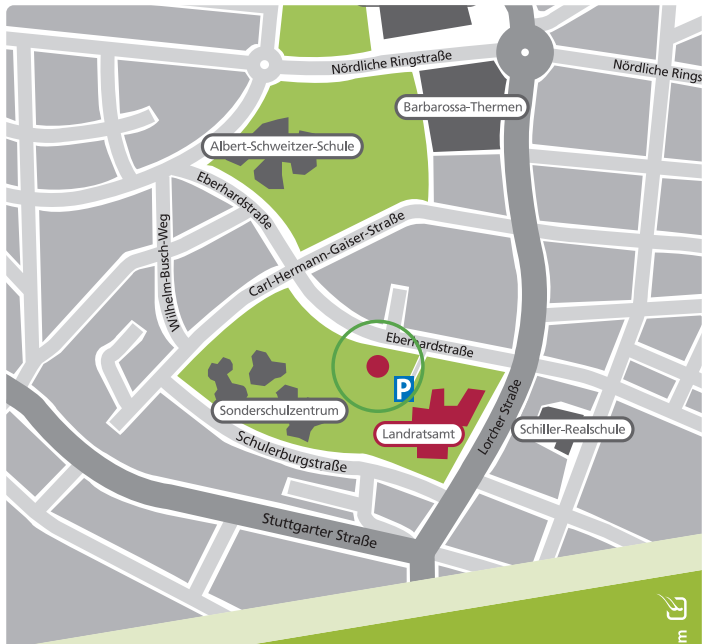 Nördliche Ringstraße
Nördliche Rings
Barbarossa-Thermen
Albert-Schweitzer-Schule
Eberhardstraße
Carl-Hermann-Gaiser-Straße
Wilhelm-Busch-Weg
Eberhardstraße
P
Sonderschulzentrum
Landratsamt
Lorcher Straße
Schiller-Realschule
Schulerburgstraße
Stuttgarter Straße
m